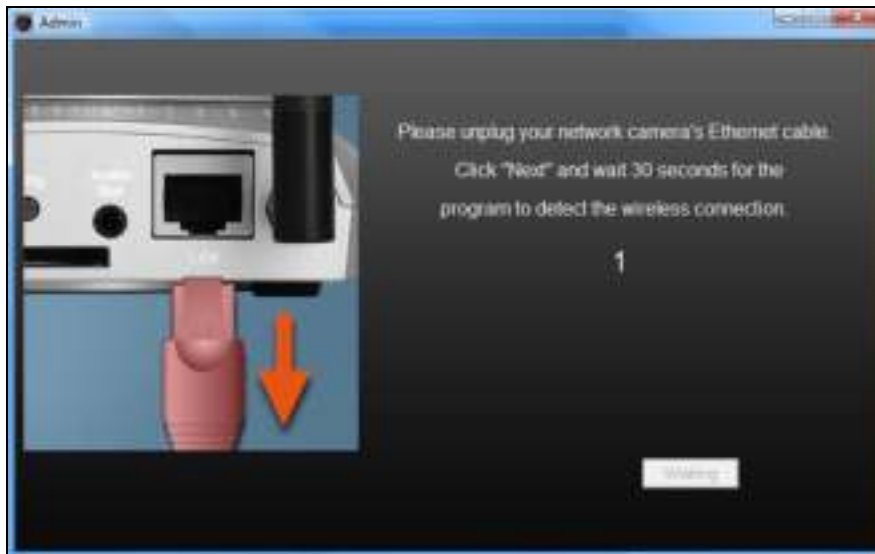 Admin
Please unplug your network camera's Ethernet cable.
Click "Next" and wait 30 seconds for the
program to detect the wireless connection.
1
LAN
Waiting